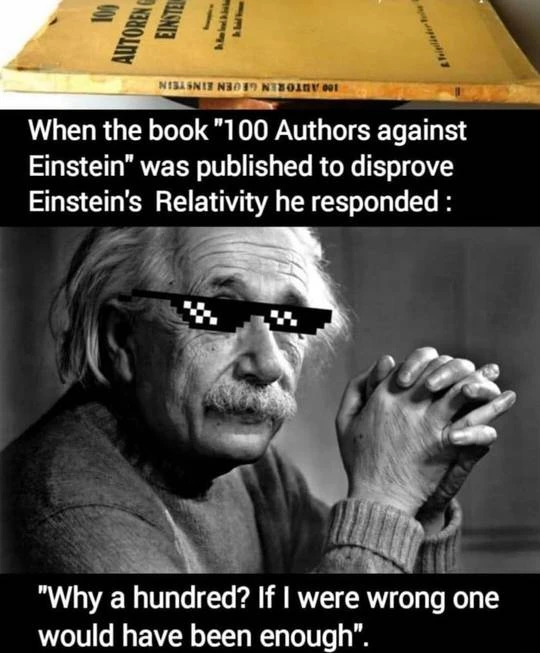 100
AUTOREN G
EINSTEIN
100 AUTOREN GEGEN EINSTEIN
When the book "100 Authors against
Einstein" was published to disprove
Einstein's Relativity he responded :
"Why a hundred? If I were wrong one
would have been enough".